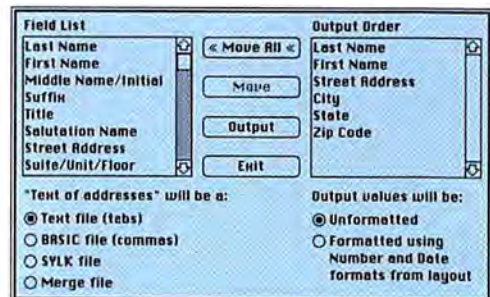 Field List
Last Name
First Name
Middle Name/Initial
Suffix
Title
Salutation Name
Street Address
Suite/Unit/Floor
« Move All «
Move
Output
Exit
Output Order
Last Name
First Name
Street Address
City
State
Zip Code
"Text of addresses" will be a:
Text file (tabs)
BASIC file (commas)
SYLK file
Merge file
Output values will be:
Unformatted
Formatted using
Number and Date
formats from layout